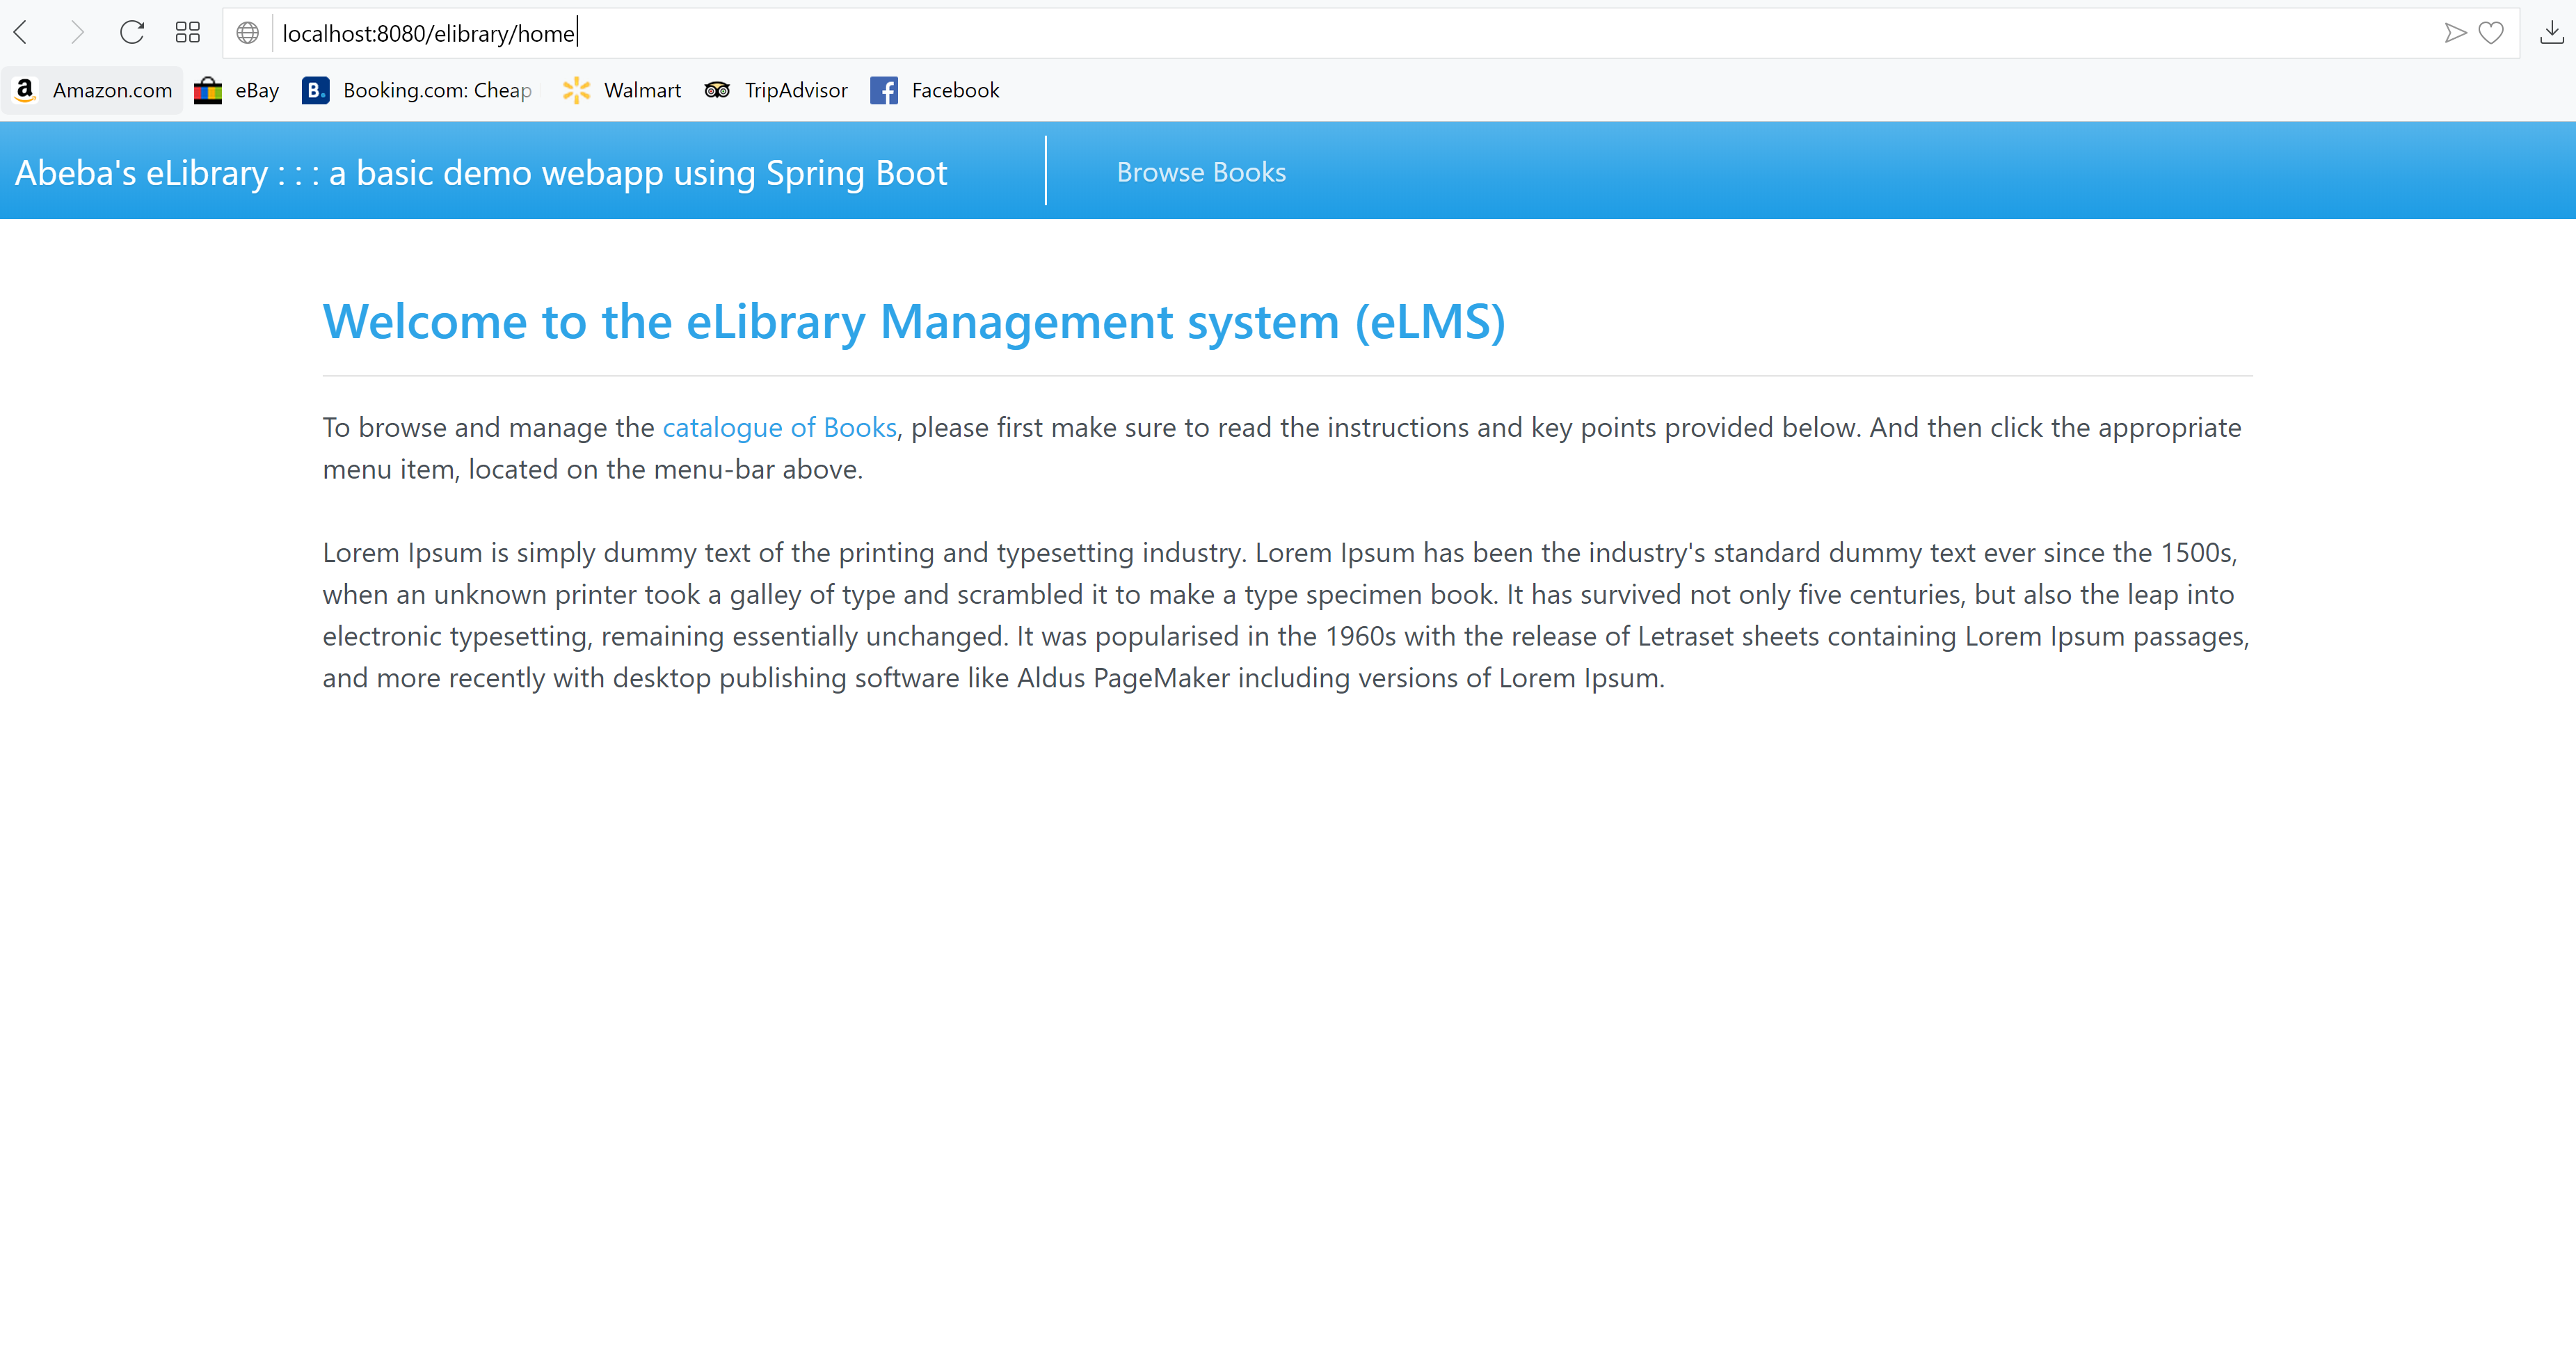 localhost:8080/elibrary/home
Amazon.com eBay Booking.com: Cheap Walmart TripAdvisor Facebook
Abeba's eLibrary : : : a basic demo webapp using Spring Boot Browse Books
Welcome to the eLibrary Management system (eLMS)
To browse and manage the catalogue of Books, please first make sure to read the instructions and key points provided below. And then click the appropriate
menu item, located on the menu-bar above.
Lorem Ipsum is simply dummy text of the printing and typesetting industry. Lorem Ipsum has been the industry's standard dummy text ever since the 1500s,
when an unknown printer took a galley of type and scrambled it to make a type specimen book. It has survived not only five centuries, but also the leap into
electronic typesetting, remaining essentially unchanged. It was popularised in the 1960s with the release of Letraset sheets containing Lorem Ipsum passages,
and more recently with desktop publishing software like Aldus PageMaker including versions of Lorem Ipsum.